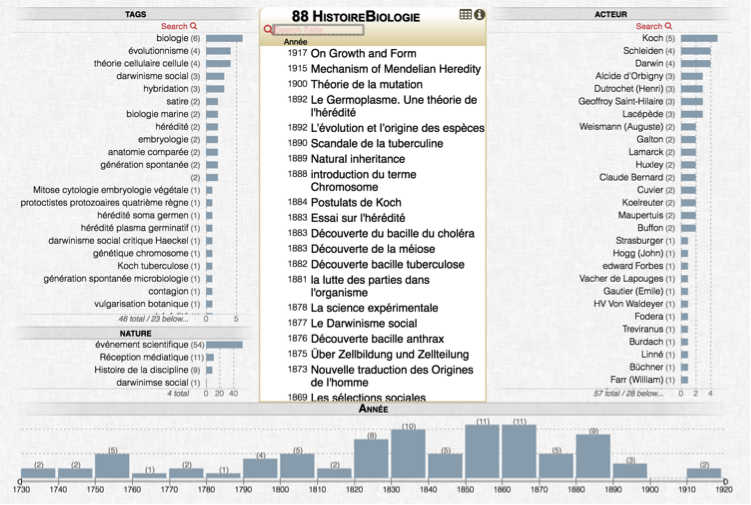 TAGS
Search
biologie (6)
évolutionnisme (4)
théorie cellulaire cellule (4)
darwinisme social (3)
hybridation (3)
satire (2)
biologie marine (2)
hérédité (2)
embryologie (2)
anatomie comparée (2)
génération spontanée (2)
(2)
Mitose cytologie embryologie végétale (1)
protoctistes protozoaires quatrième règne (1)
hérédité soma germen (1)
hérédité plasma germinatif (1)
darwinisme social critique Haeckel (1)
génétique chromosome (1)
Koch tuberculose (1)
génération spontanée microbiologie (1)
contagion (1)
vulgarisation botanique (1)
46 total / 23 below...
0 5
NATURE
événement scientifique (54)
Réception médiatique (11)
Histoire de la discipline (9)
darwinimse social (1)
4 total
0 20 40
88 HistoireBiologie
Search Faits
Année
1917 On Growth and Form
1915 Mechanism of Mendelian Heredity
1900 Théorie de la mutation
1892 Le Germoplasme. Une théorie de
l'hérédité
1892 L'évolution et l'origine des espèces
1890 Scandale de la tuberculine
1889 Natural inheritance
1888 introduction du terme
Chromosome
1884 Postulats de Koch
1883 Essai sur l'hérédité
1883 Découverte du bacille du choléra
1883 Découverte de la méiose
1882 Découverte bacille tuberculose
1881 la lutte des parties dans
l'organisme
1878 La science expérimentale
1877 Le Darwinisme social
1876 Découverte bacille anthrax
1875 Über Zellbildung und Zellteilung
1873 Nouvelle traduction des Origines
de l'homme
1869 Les sélections sociales
ACTEUR
Search
Koch (5)
Schleiden (4)
Darwin (4)
Alcide d'Orbigny (3)
Dutrochet (Henri) (3)
Geoffroy Saint-Hilaire (3)
Lacépède (3)
Weismann (Auguste) (2)
Galton (2)
Lamarck (2)
Huxley (2)
Claude Bernard (2)
Cuvier (2)
Koelreuter (2)
Maupertuis (2)
Buffon (2)
Strasburger (1)
Hogg (John) (1)
edward Forbes (1)
Vacher de Lapouges (1)
Gautier (Emile) (1)
HV Von Waldeyer (1)
Fodera (1)
Treviranus (1)
Burdach (1)
Linné (1)
Büchner (1)
Farr (William) (1)
57 total / 28 below...
0 2 4
Année
(2) (2) (5) (1) (2) (1) (4) (5) (2) (8) (10) (5) (11) (11) (5) (9) (3) (2)
1730 1740 1750 1760 1770 1780 1790 1800 1810 1820 1830 1840 1850 1860 1870 1880 1890 1900 1910 1920